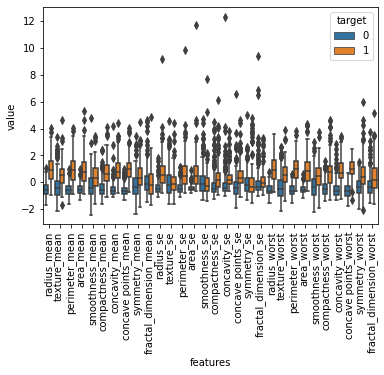 target
0
1
12
10
8
6
4
2
0
−2
value
radius_mean
texture_mean
perimeter_mean
area_mean
smoothness_mean
compactness_mean
concavity_mean
concave points_mean
symmetry_mean
fractal_dimension_mean
radius_se
texture_se
perimeter_se
area_se
smoothness_se
compactness_se
concavity_se
concave points_se
symmetry_se
fractal_dimension_se
radius_worst
texture_worst
perimeter_worst
area_worst
smoothness_worst
compactness_worst
concavity_worst
concave points_worst
symmetry_worst
fractal_dimension_worst
features